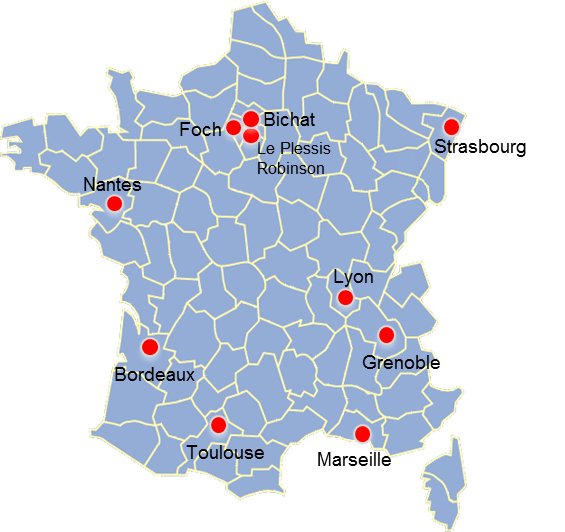 Bichat
Foch
Le Plessis
Robinson
Strasbourg
Nantes
Lyon
Grenoble
Bordeaux
Toulouse
Marseille